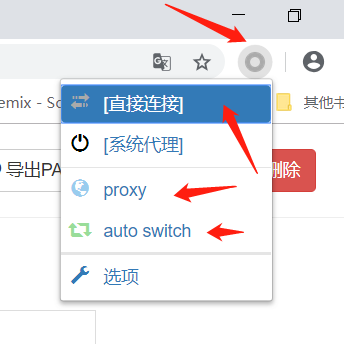 emix - So
其他书
[直接连接]
[系统代理]
导出PA
删除
proxy
auto switch
选项